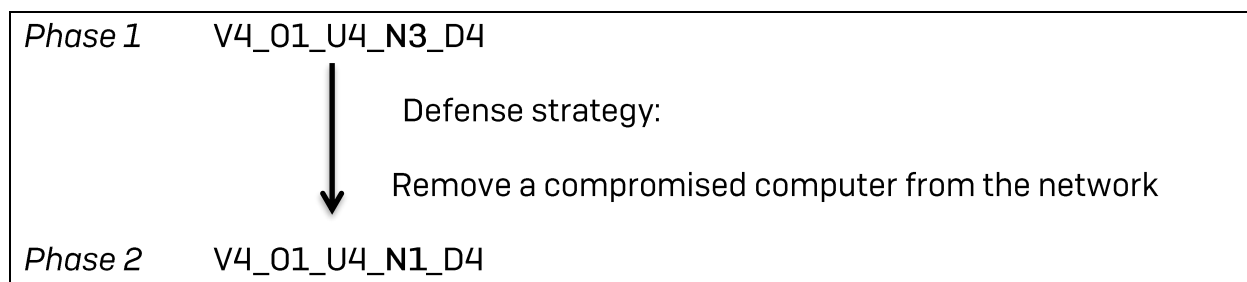 Phase 1 V4_O1_U4_N3_D4
Defense strategy:
Remove a compromised computer from the network
Phase 2 V4_O1_U4_N1_D4